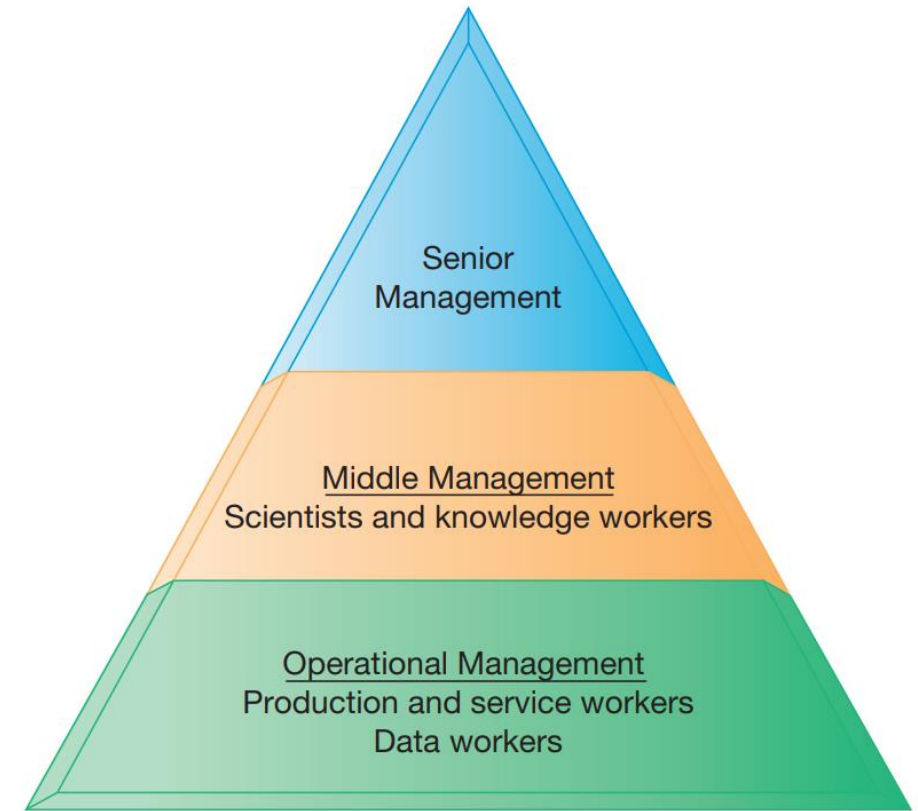 Senior
Management
Middle Management
Scientists and knowledge workers
Operational Management
Production and service workers
Data workers